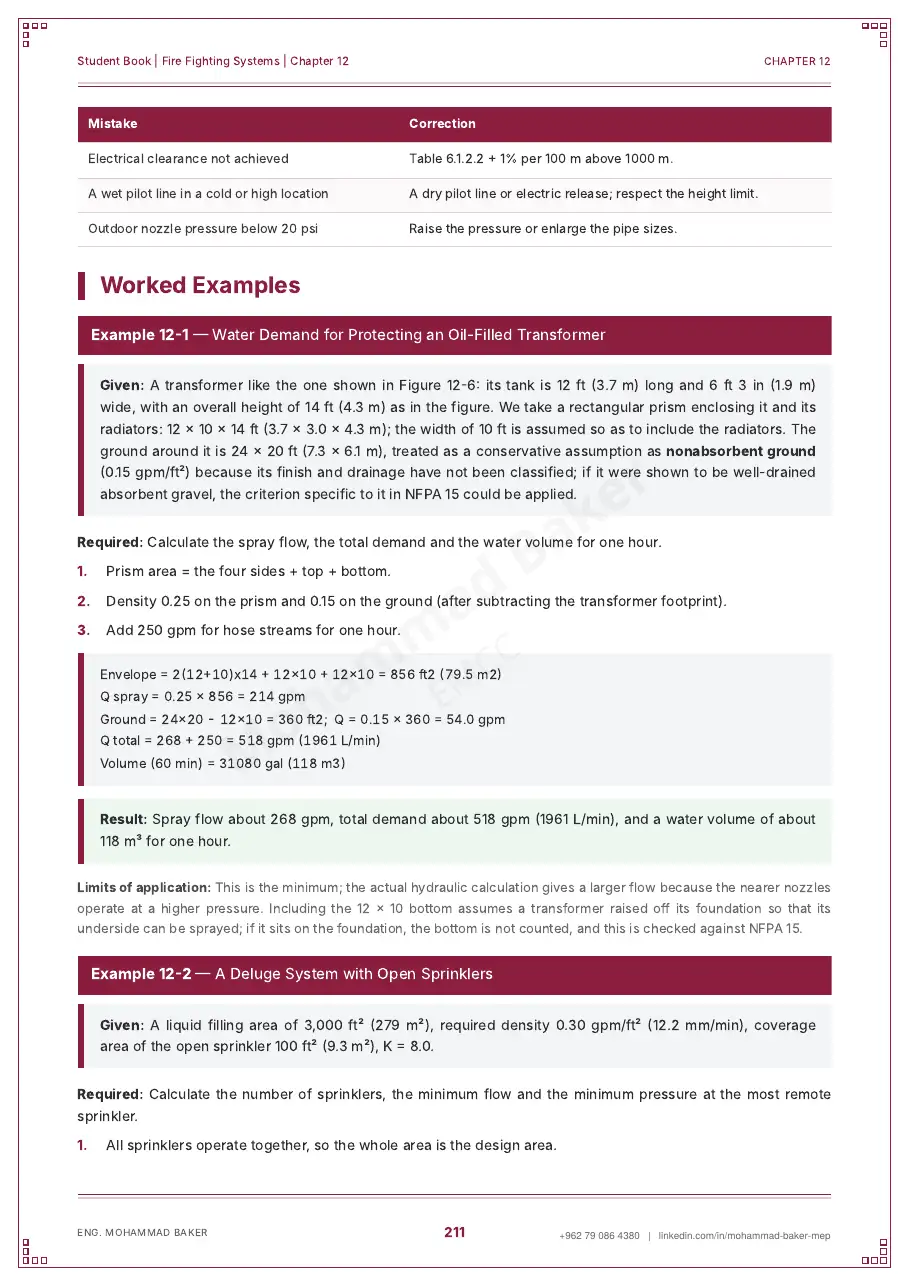 Student Book | Fire Fighting Systems | Chapter 12
CHAPTER 12
Mistake Correction
Electrical clearance not achieved Table 6.1.2.2 + 1% per 100 m above 1000 m.
A wet pilot line in a cold or high location A dry pilot line or electric release; respect the height limit.
Outdoor nozzle pressure below 20 psi Raise the pressure or enlarge the pipe sizes.
Worked Examples
Example 12-1 — Water Demand for Protecting an Oil-Filled Transformer
Given: A transformer like the one shown in Figure 12-6: its tank is 12 ft (3.7 m) long and 6 ft 3 in (1.9 m)
wide, with an overall height of 14 ft (4.3 m) as in the figure. We take a rectangular prism enclosing it and its
radiators: 12 × 10 × 14 ft (3.7 × 3.0 × 4.3 m); the width of 10 ft is assumed so as to include the radiators. The
ground around it is 24 × 20 ft (7.3 × 6.1 m), treated as a conservative assumption as nonabsorbent ground
(0.15 gpm/ft²) because its finish and drainage have not been classified; if it were shown to be well-drained
absorbent gravel, the criterion specific to it in NFPA 15 could be applied.
Required: Calculate the spray flow, the total demand and the water volume for one hour.
1. Prism area = the four sides + top + bottom.
2. Density 0.25 on the prism and 0.15 on the ground (after subtracting the transformer footprint).
3. Add 250 gpm for hose streams for one hour.
Envelope = 2(12+10)x14 + 12×10 + 12×10 = 856 ft2 (79.5 m2)
Q spray = 0.25 × 856 = 214 gpm
Ground = 24×20 - 12×10 = 360 ft2; Q = 0.15 × 360 = 54.0 gpm
Q total = 268 + 250 = 518 gpm (1961 L/min)
Volume (60 min) = 31080 gal (118 m3)
Result: Spray flow about 268 gpm, total demand about 518 gpm (1961 L/min), and a water volume of about
118 m³ for one hour.
Limits of application: This is the minimum; the actual hydraulic calculation gives a larger flow because the nearer nozzles
operate at a higher pressure. Including the 12 × 10 bottom assumes a transformer raised off its foundation so that its
underside can be sprayed; if it sits on the foundation, the bottom is not counted, and this is checked against NFPA 15.
Example 12-2 — A Deluge System with Open Sprinklers
Given: A liquid filling area of 3,000 ft² (279 m²), required density 0.30 gpm/ft² (12.2 mm/min), coverage
area of the open sprinkler 100 ft² (9.3 m²), K = 8.0.
Required: Calculate the number of sprinklers, the minimum flow and the minimum pressure at the most remote
sprinkler.
1. All sprinklers operate together, so the whole area is the design area.
Mohammad Baker
EMCC
ENG. MOHAMMAD BAKER
211
+962 79 086 4380 | linkedin.com/in/mohammad-baker-mep